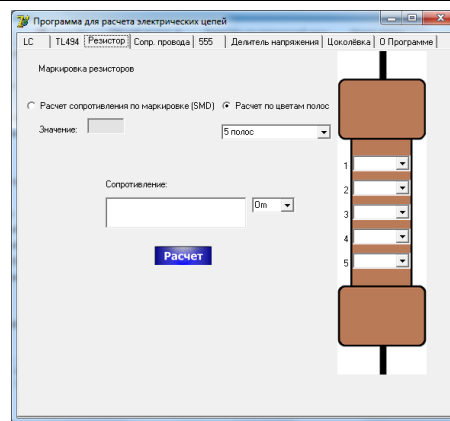 Программа для расчета электрических цепей
LC TL494 Резистор Сопр. провода 555 Делитель напряжения Цоколёвка О Программе
Маркировка резисторов
Расчет сопротивления по маркировке (SMD) Расчет по цветам полос
Значение: 5 полос
1
2
3
4
5
Сопротивление:
Om
Расчет